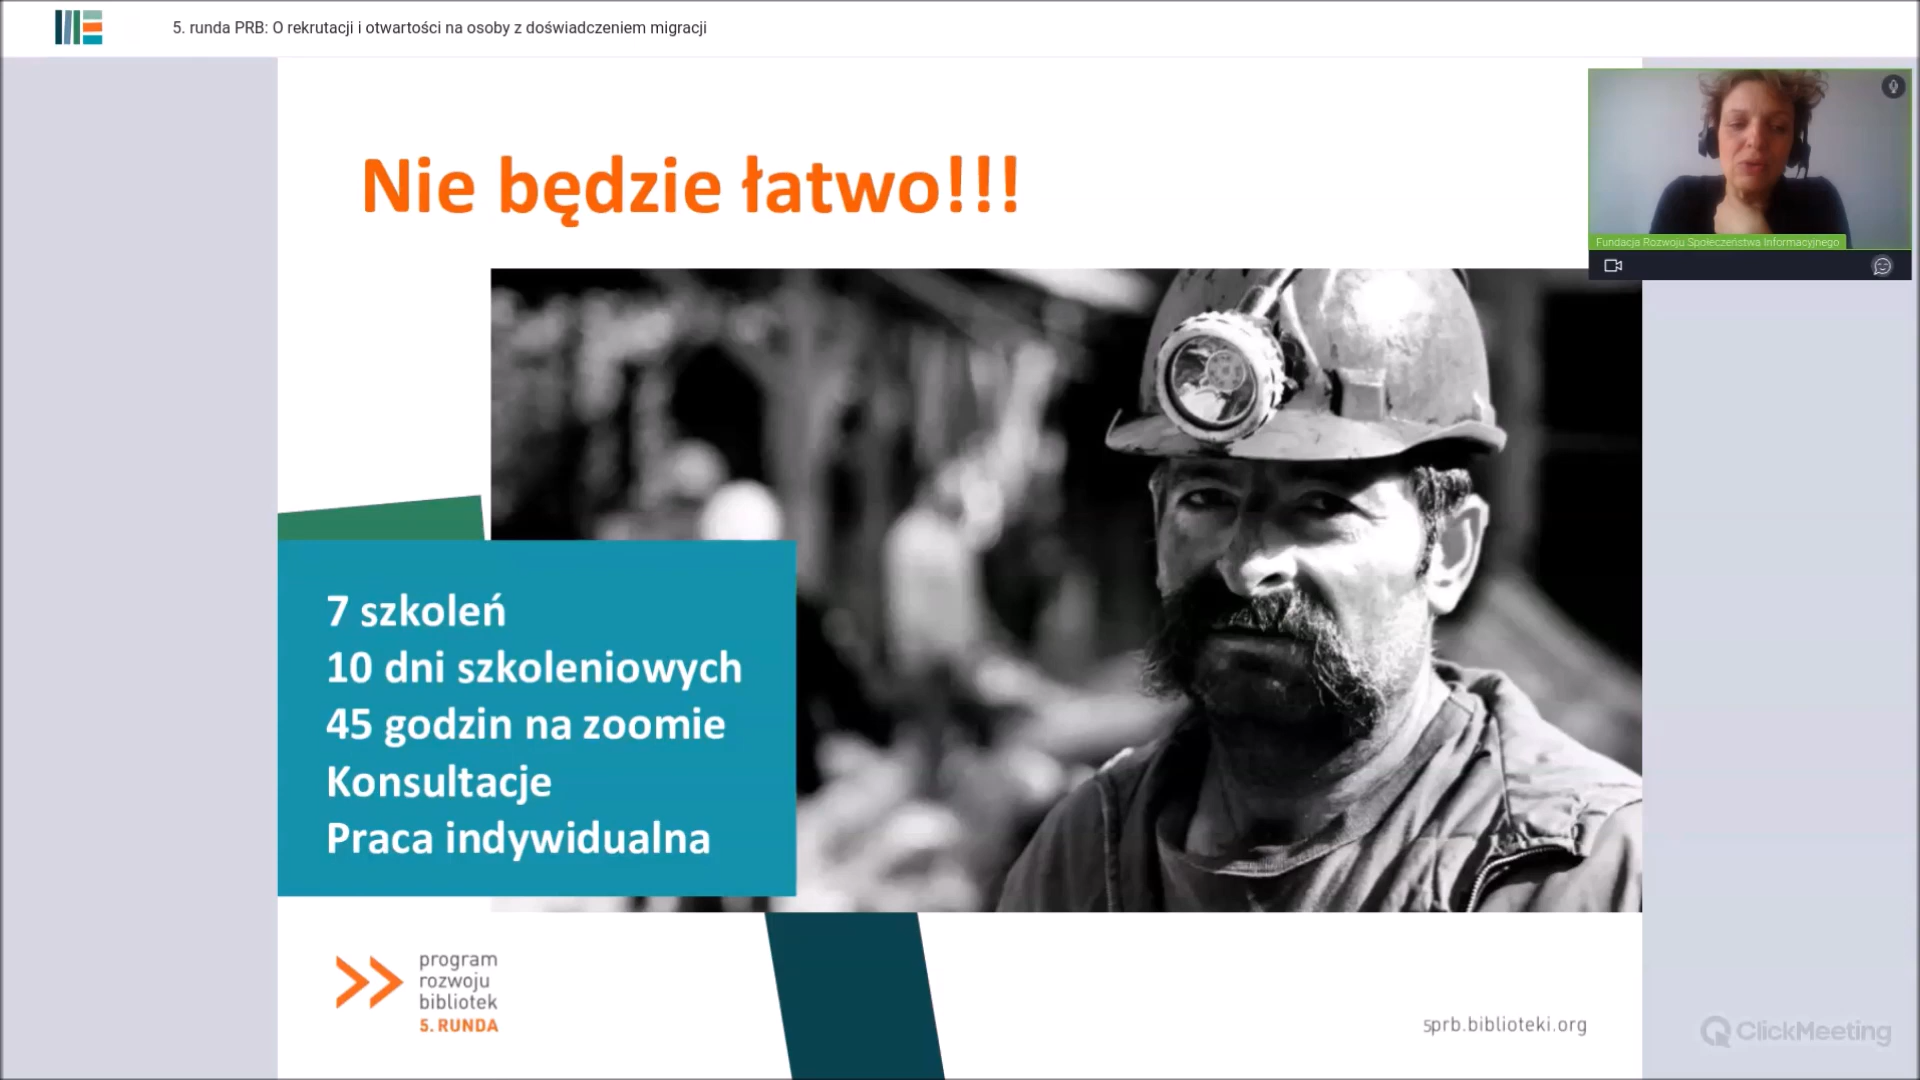 5. runda PRB: O rekrutacji i otwartości na osoby z doświadczeniem migracji
Nie będzie łatwo!!!
Fundacja Rozwoju Społeczeństwa Informacyjnego
7 szkoleń
10 dni szkoleniowych
45 godzin na zoomie
Konsultacje
Praca indywidualna
program
rozwoju
bibliotek
5. RUNDA
5prb.biblioteki.org
ClickMeeting